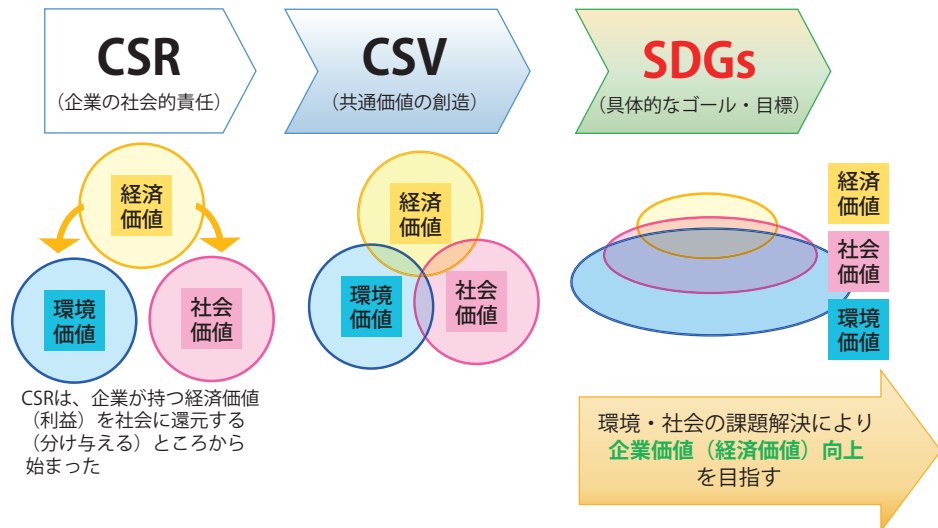 CSR
（企業の社会的責任）
CSV
（共通価値の創造）
SDGs
（具体的なゴール・目標）
経済
価値
環境
価値
社会
価値
CSRは、企業が持つ経済価値
（利益）を社会に還元する
（分け与える）ところから
始まった
経済
価値
環境
価値
社会
価値
経済
価値
社会
価値
環境
価値
環境・社会の課題解決により
企業価値（経済価値）向上
を目指す